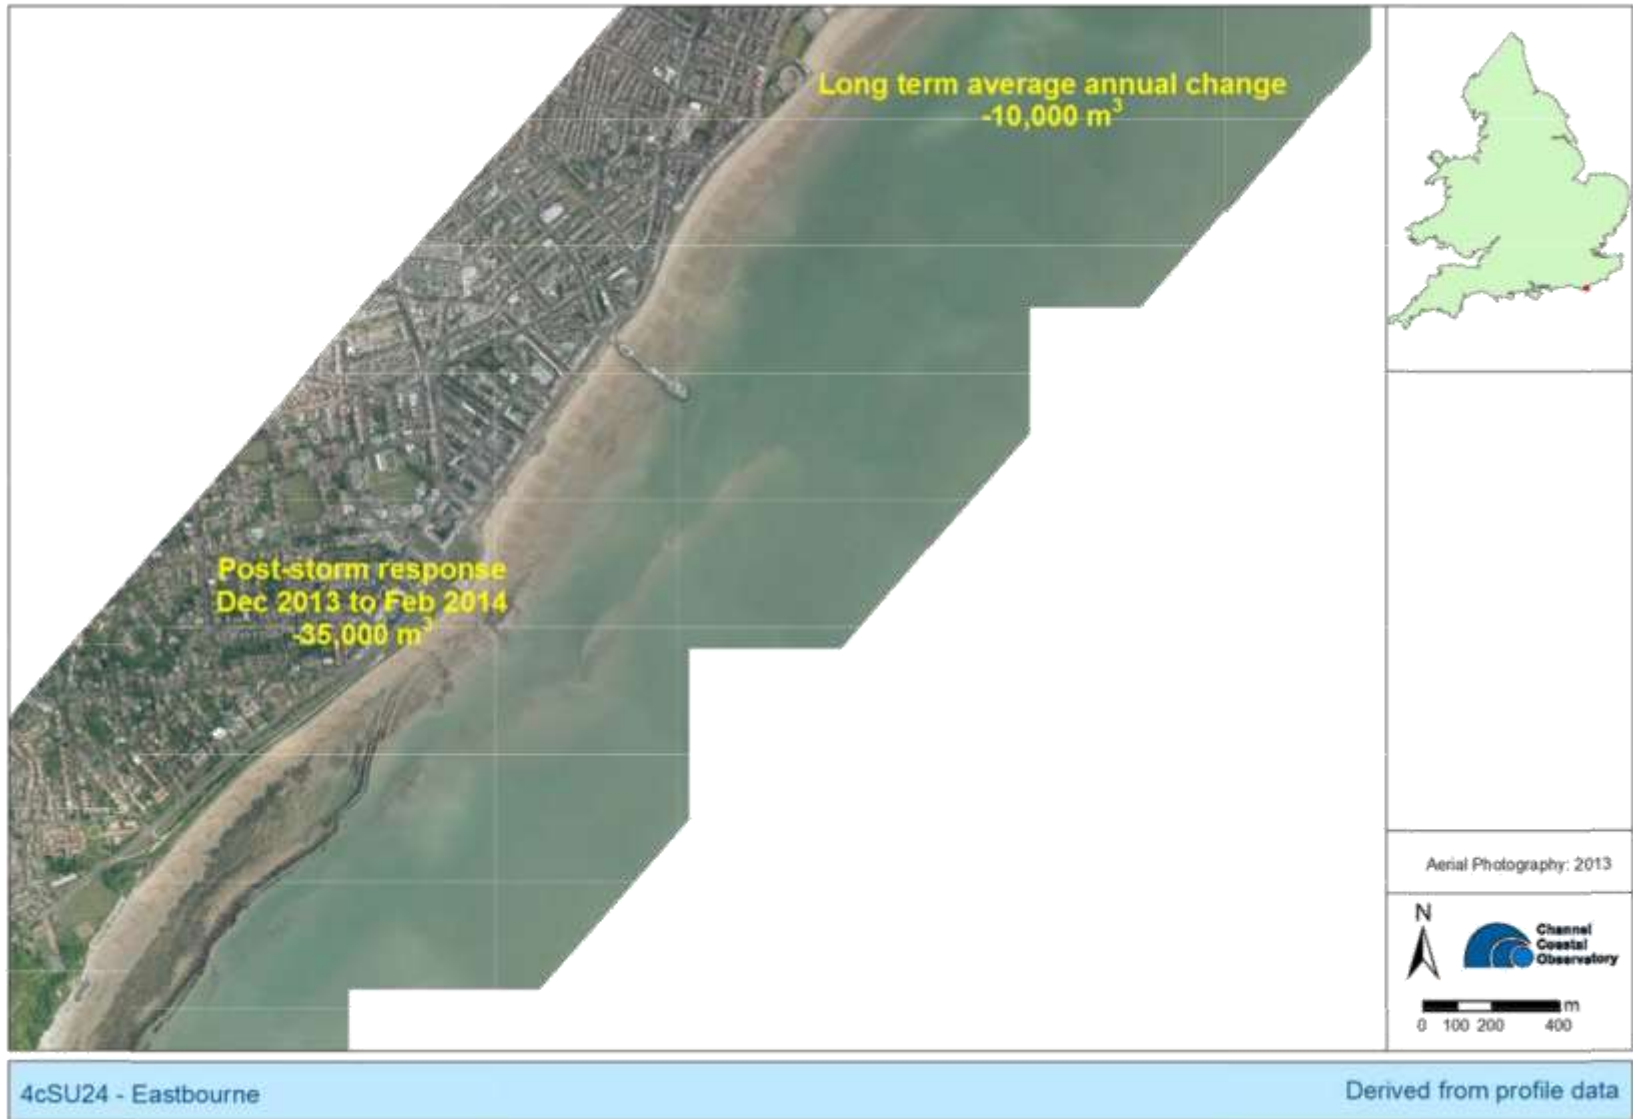 Long term average annual change
-10,000 m³
Post-storm response
Dec 2013 to Feb 2014
-35,000 m³
Aerial Photography: 2013
N
Channel
Coastal
Observatory
m
0 100 200 400
4cSU24 - Eastbourne
Derived from profile data